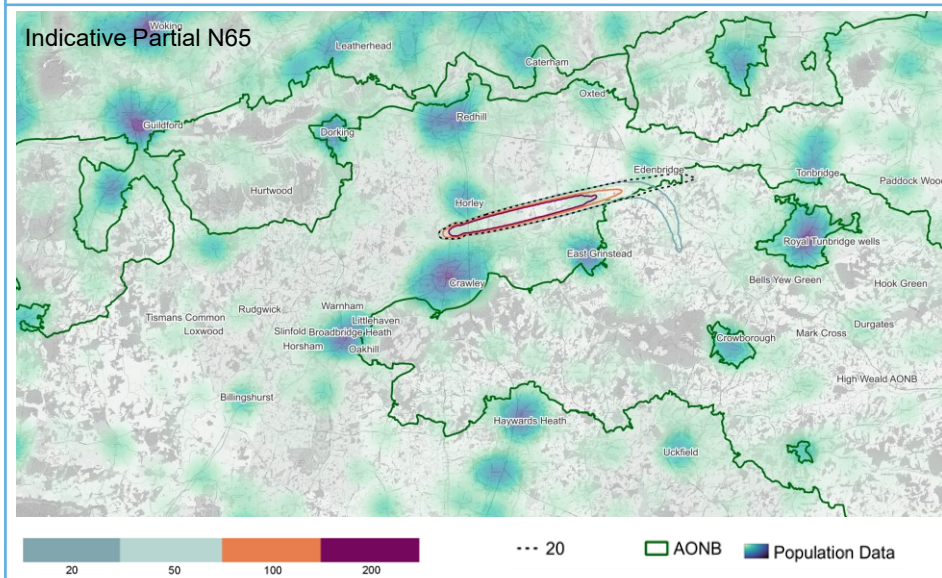 Indicative Partial N65
Woking
Leatherhead
Caterham
Oxted
Guildford
Redhill
Dorking
Edenbridge
Tonbridge
Paddock Wood
Hurtwood
Horley
Royal Tunbridge wells
East Grinstead
Crawley
Bells Yew Green
Hook Green
Warnham
Rudgwick
Tismans Common
Littlehaven
Loxwood
Slinfold
Broadbridge Heath
Durgates
Mark Cross
Crowborough
Horsham
Oakhill
High Weald AONB
Billingshurst
Haywards Heath
Uckfield
20
50
100
200
20
AONB
Population Data